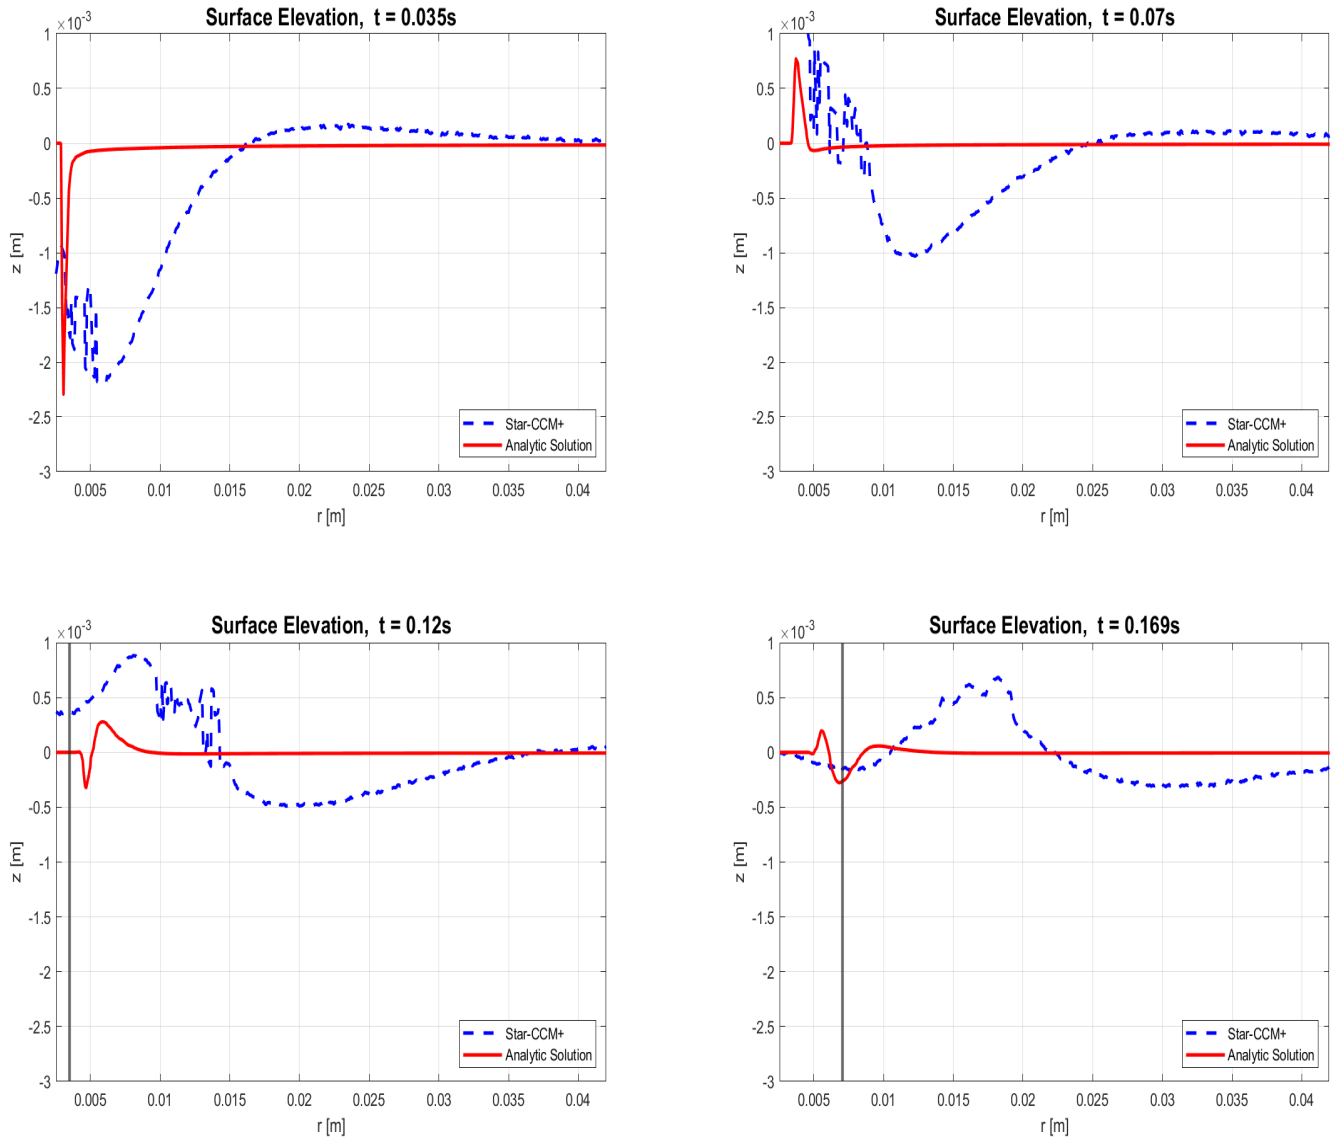 Surface Elevation, t = 0.035s
×10^-3
1
0.5
0
-0.5
-1
-1.5
-2
-2.5
-3
z [m]
Star-CCM+
Analytic Solution
0.005 0.01 0.015 0.02 0.025 0.03 0.035 0.04
r [m]
Surface Elevation, t = 0.07s
×10^-3
1
0.5
0
-0.5
-1
-1.5
-2
-2.5
-3
z [m]
Star-CCM+
Analytic Solution
0.005 0.01 0.015 0.02 0.025 0.03 0.035 0.04
r [m]
Surface Elevation, t = 0.12s
×10^-3
1
0.5
0
-0.5
-1
-1.5
-2
-2.5
-3
z [m]
Star-CCM+
Analytic Solution
0.005 0.01 0.015 0.02 0.025 0.03 0.035 0.04
r [m]
Surface Elevation, t = 0.169s
×10^-3
1
0.5
0
-0.5
-1
-1.5
-2
-2.5
-3
z [m]
Star-CCM+
Analytic Solution
0.005 0.01 0.015 0.02 0.025 0.03 0.035 0.04
r [m]